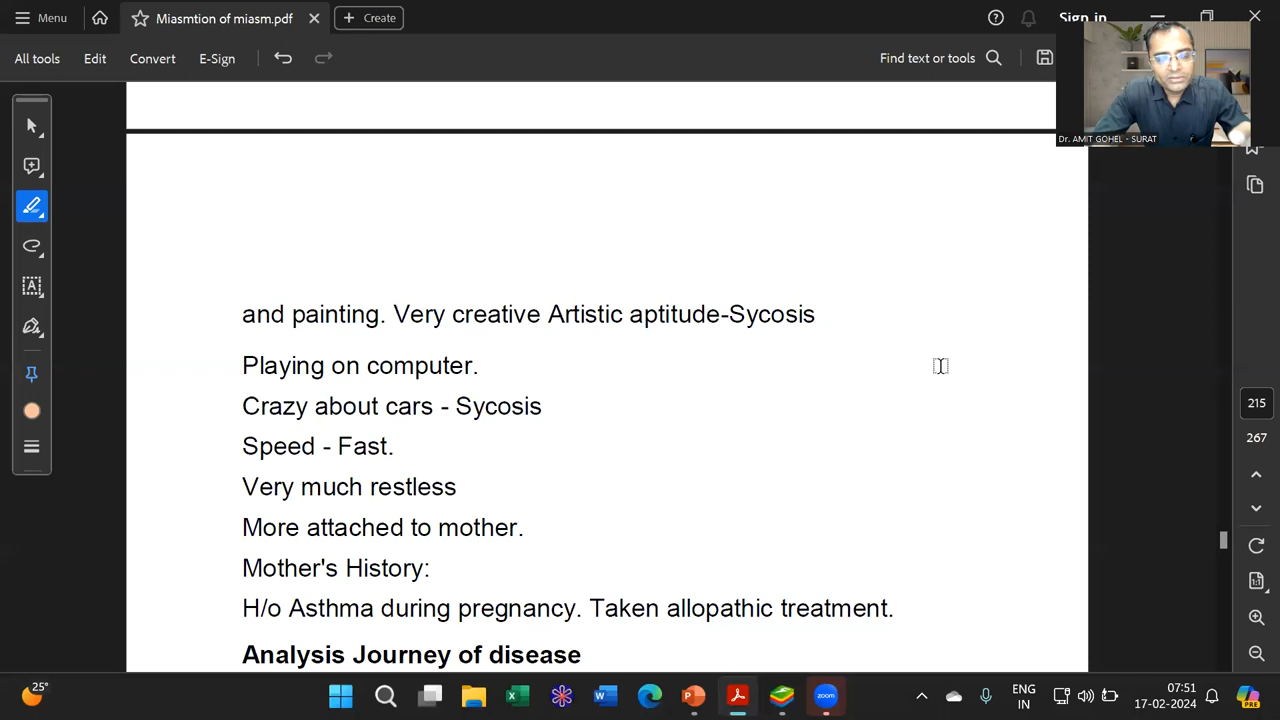 Menu
Miasmtion of miasm.pdf
Create
Sign in
All tools
Edit
Convert
E-Sign
Find text or tools
Dr. AMIT GOHEL - SURAT
and painting. Very creative Artistic aptitude-Sycosis
Playing on computer.
Crazy about cars - Sycosis
Speed - Fast.
Very much restless
More attached to mother.
Mother's History:
H/o Asthma during pregnancy. Taken allopathic treatment.
Analysis Journey of disease
215
267
1:1
25°
ENG
IN
07:51
17-02-2024
PRE